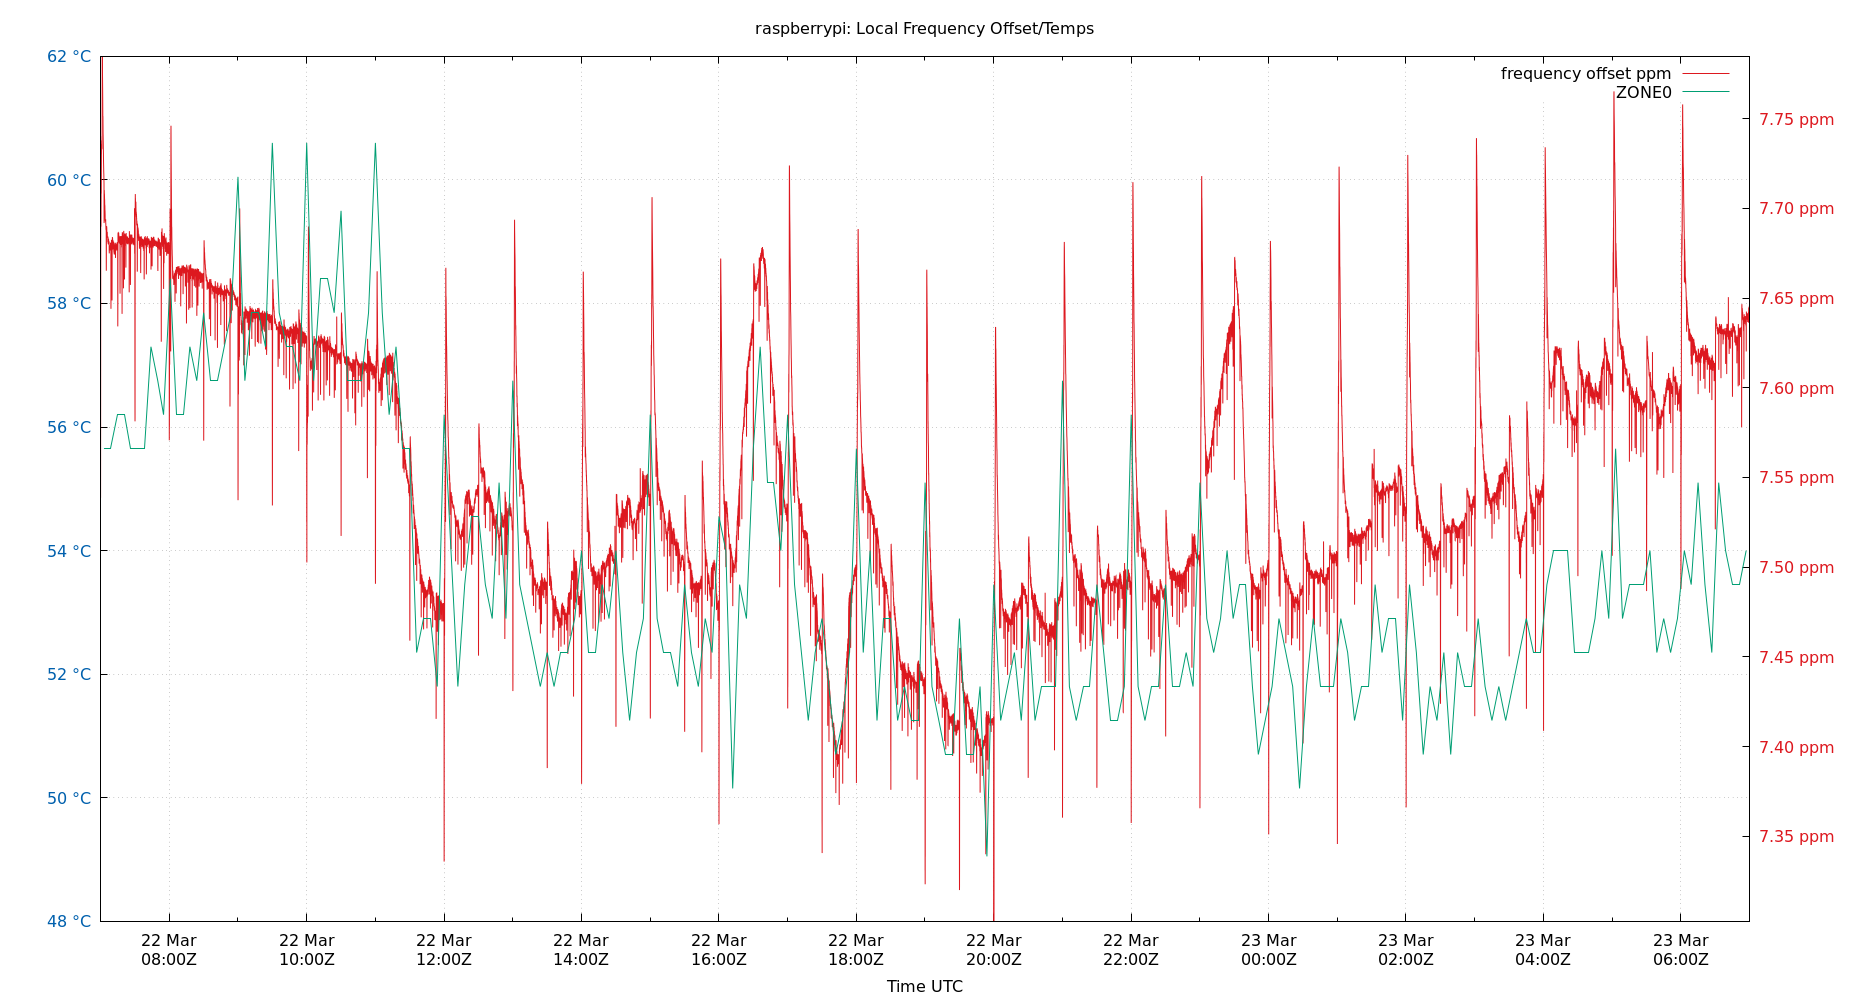 raspberrypi: Local Frequency Offset/Temps
frequency offset ppm
ZONE0
62 °C
60 °C
58 °C
56 °C
54 °C
52 °C
50 °C
48 °C
7.75 ppm
7.70 ppm
7.65 ppm
7.60 ppm
7.55 ppm
7.50 ppm
7.45 ppm
7.40 ppm
7.35 ppm
22 Mar 22 Mar 22 Mar 22 Mar 22 Mar 22 Mar 22 Mar 22 Mar 23 Mar 23 Mar 23 Mar 23 Mar
08:00Z 10:00Z 12:00Z 14:00Z 16:00Z 18:00Z 20:00Z 22:00Z 00:00Z 02:00Z 04:00Z 06:00Z
Time UTC